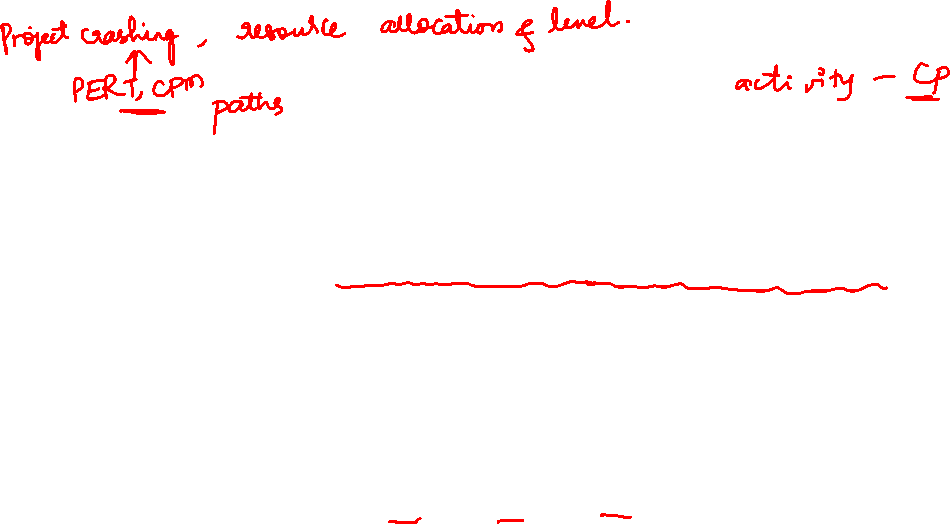 Project crashing, resource allocation & level.
PERT, CPM
paths
activity - CP